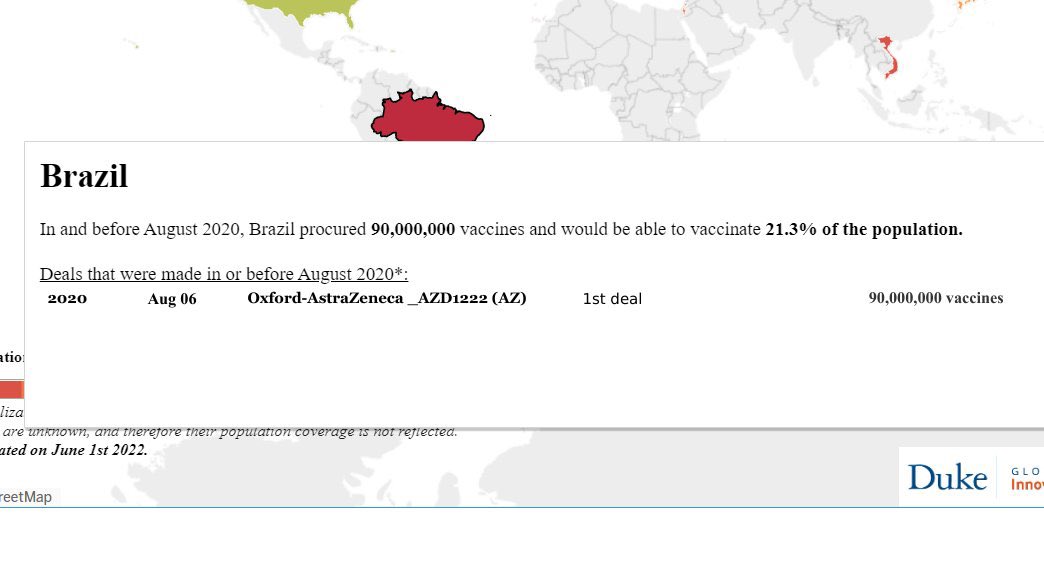 Brazil
In and before August 2020, Brazil procured 90,000,000 vaccines and would be able to vaccinate 21.3% of the population.
Deals that were made in or before August 2020*:
2020 Aug 06 Oxford-AstraZeneca _AZD1222 (AZ) 1st deal 90,000,000 vaccines
are unknown, and therefore their population coverage is not reflected.
ated on June 1st 2022.
reetMap
Duke
GLO
Innov